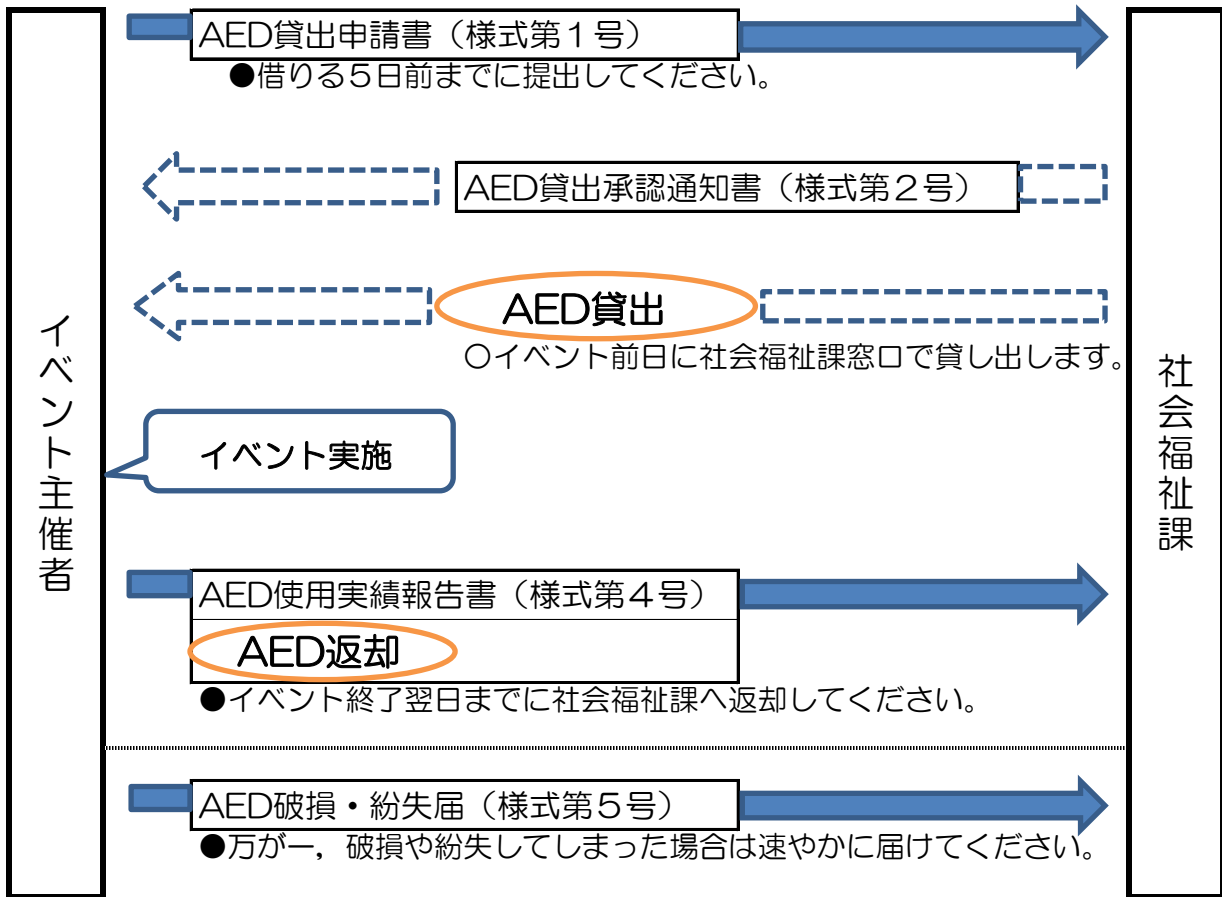 AED貸出申請書（様式第１号）
●借りる５日前までに提出してください。
AED貸出承認通知書（様式第２号）
AED貸出
○イベント前日に社会福祉課窓口で貸し出します。
イベント主催者
社会福祉課
イベント実施
AED使用実績報告書（様式第４号）
AED返却
●イベント終了翌日までに社会福祉課へ返却してください。
AED破損・紛失届（様式第５号）
●万が一，破損や紛失してしまった場合は速やかに届けてください。